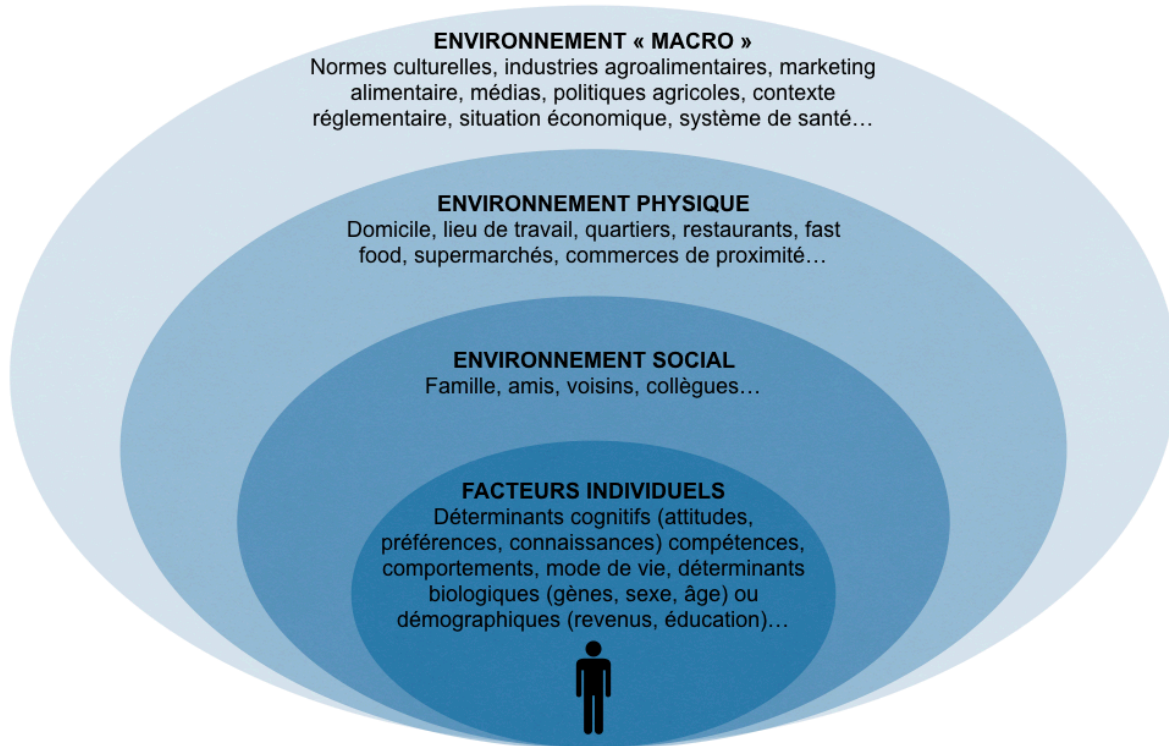 ENVIRONNEMENT « MACRO »
Normes culturelles, industries agroalimentaires, marketing
alimentaire, médias, politiques agricoles, contexte
réglementaire, situation économique, système de santé…
ENVIRONNEMENT PHYSIQUE
Domicile, lieu de travail, quartiers, restaurants, fast
food, supermarchés, commerces de proximité…
ENVIRONNEMENT SOCIAL
Famille, amis, voisins, collègues…
FACTEURS INDIVIDUELS
Déterminants cognitifs (attitudes,
préférences, connaissances) compétences,
comportements, mode de vie, déterminants
biologiques (gènes, sexe, âge) ou
démographiques (revenus, éducation)…